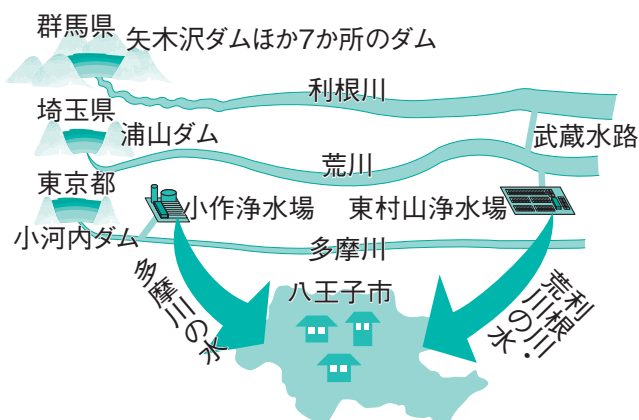 群馬県
矢木沢ダムほか7か所のダム
利根川
埼玉県
浦山ダム
武蔵水路
荒川
東京都
小作浄水場
東村山浄水場
小河内ダム
多摩川
多摩川の水
八王子市
利根川・
荒川の水